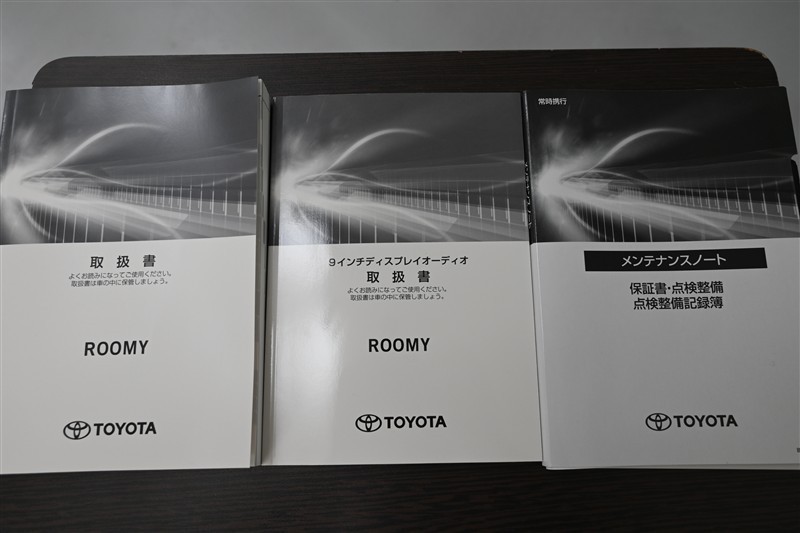 取扱書
よくお読みになってご使用ください。
取扱書は車の中に保管しましょう。
ROOMY
TOYOTA
9インチディスプレイオーディオ
取扱書
よくお読みになってご使用ください。
取扱書は車の中に保管しましょう。
ROOMY
TOYOTA
常時携行
メンテナンスノート
保証書・点検整備
点検整備記録簿
TOYOTA